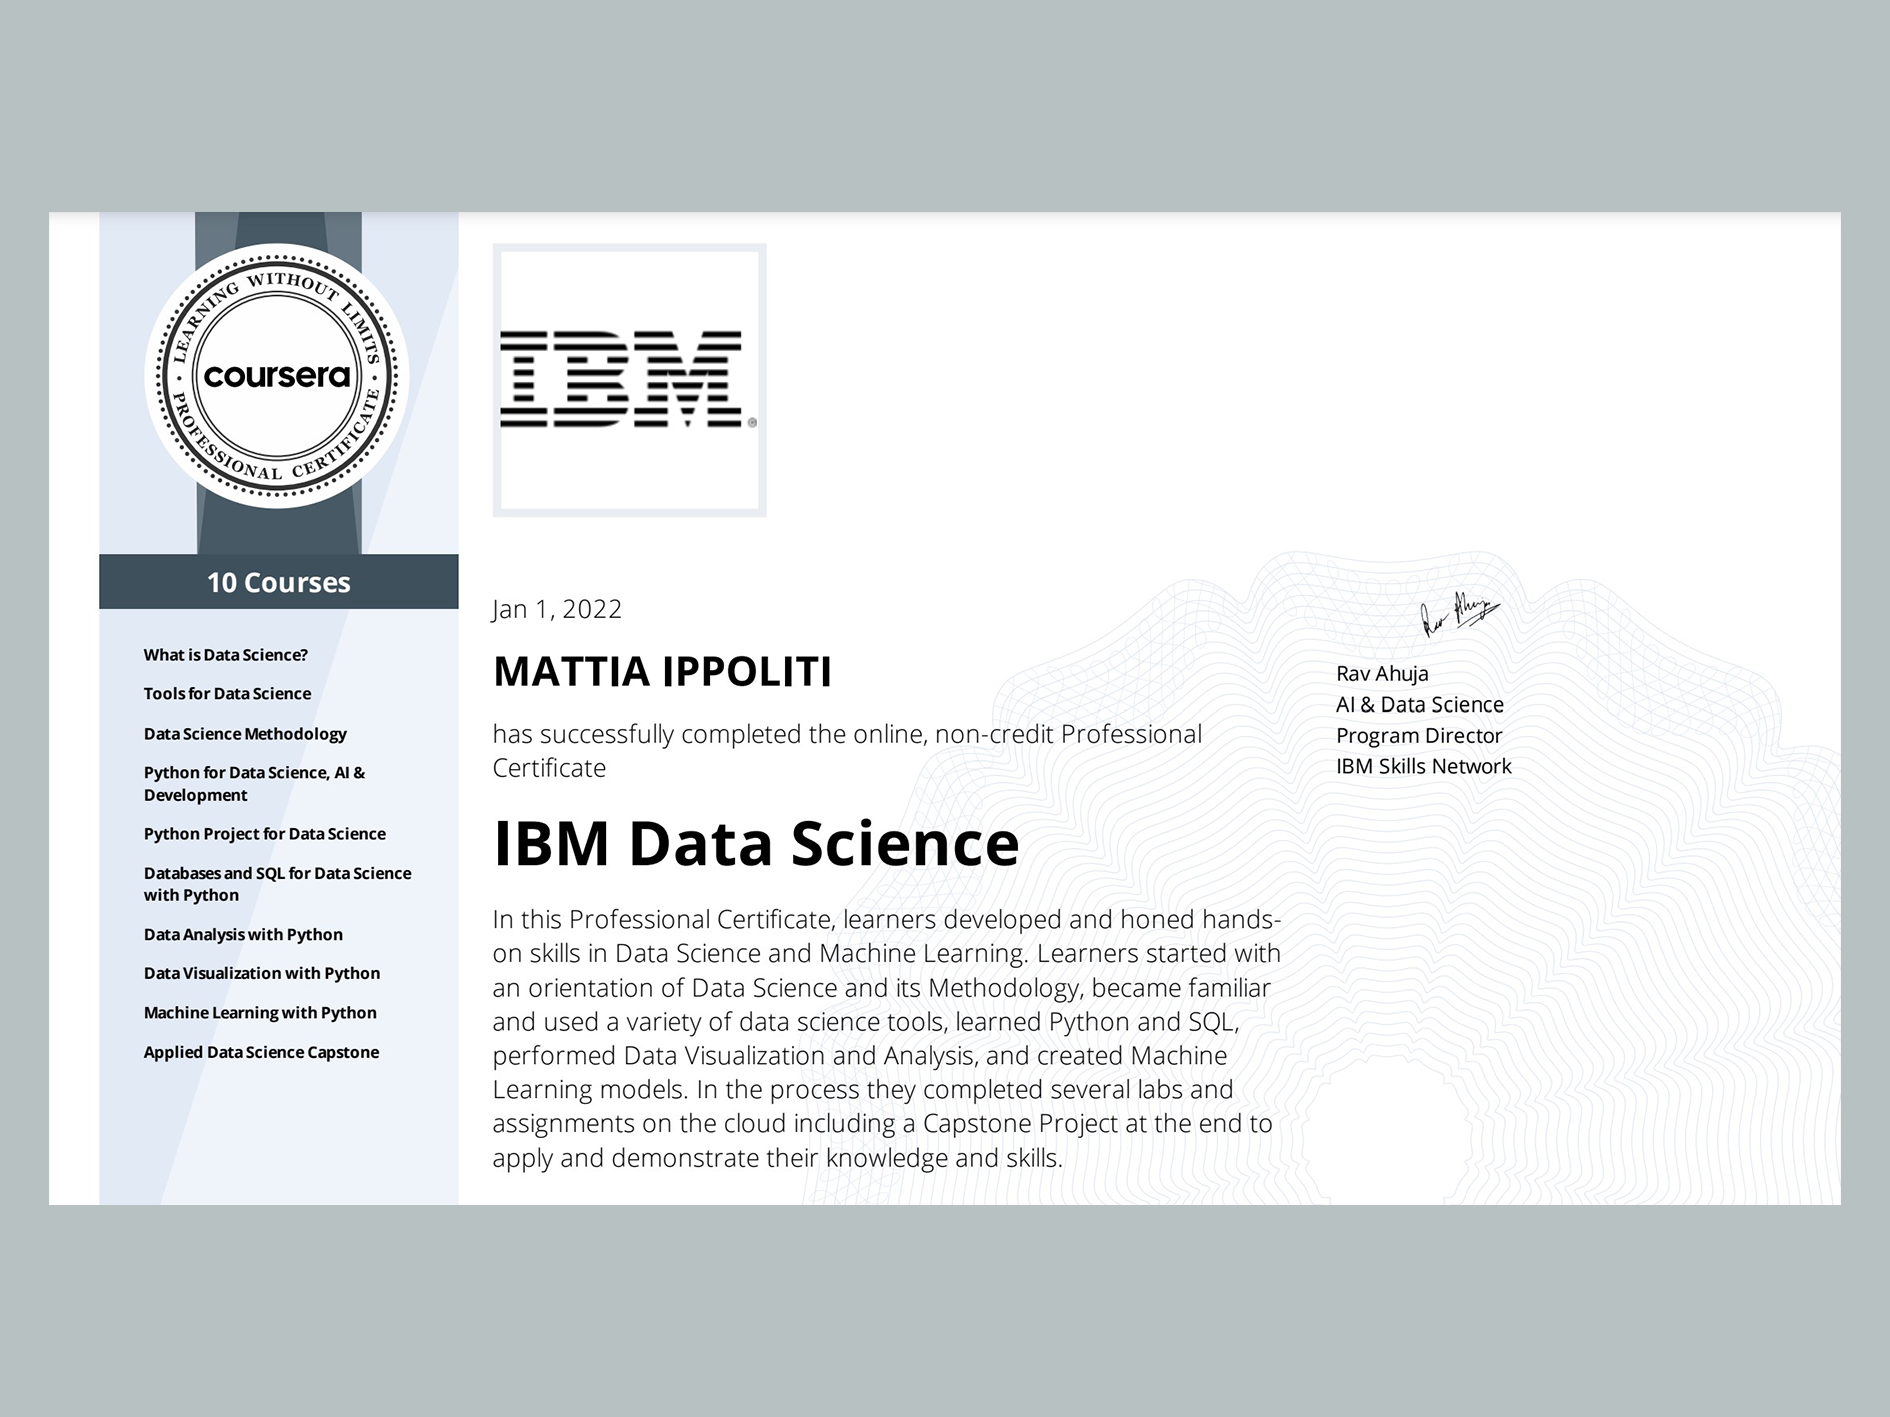 LEARNING WITHOUT LIMITS
coursera
PROFESSIONAL CERTIFICATE
10 Courses
What is Data Science?
Tools for Data Science
Data Science Methodology
Python for Data Science, AI &
Development
Python Project for Data Science
Databases and SQL for Data Science
with Python
Data Analysis with Python
Data Visualization with Python
Machine Learning with Python
Applied Data Science Capstone
IBM®
Jan 1, 2022
MATTIA IPPOLITI
has successfully completed the online, non-credit Professional
Certificate
IBM Data Science
In this Professional Certificate, learners developed and honed hands-
on skills in Data Science and Machine Learning. Learners started with
an orientation of Data Science and its Methodology, became familiar
and used a variety of data science tools, learned Python and SQL,
performed Data Visualization and Analysis, and created Machine
Learning models. In the process they completed several labs and
assignments on the cloud including a Capstone Project at the end to
apply and demonstrate their knowledge and skills.
Rav Ahuja
Rav Ahuja
AI & Data Science
Program Director
IBM Skills Network